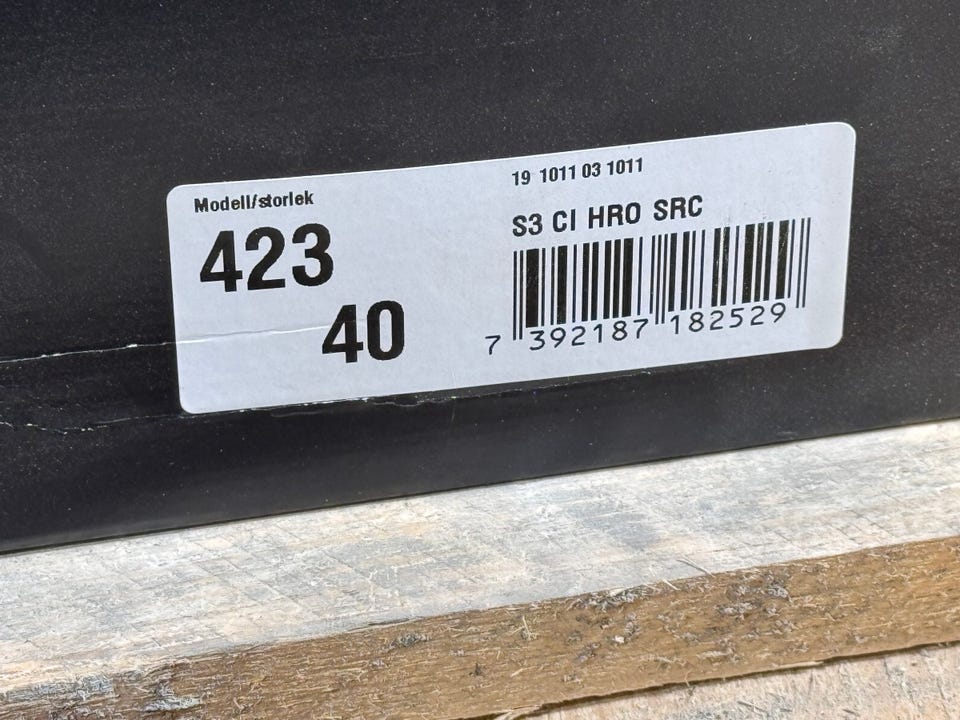 Modell/storlek
423
40
19 1011 03 1011
S3 CI HRO SRC
7 392187 182529